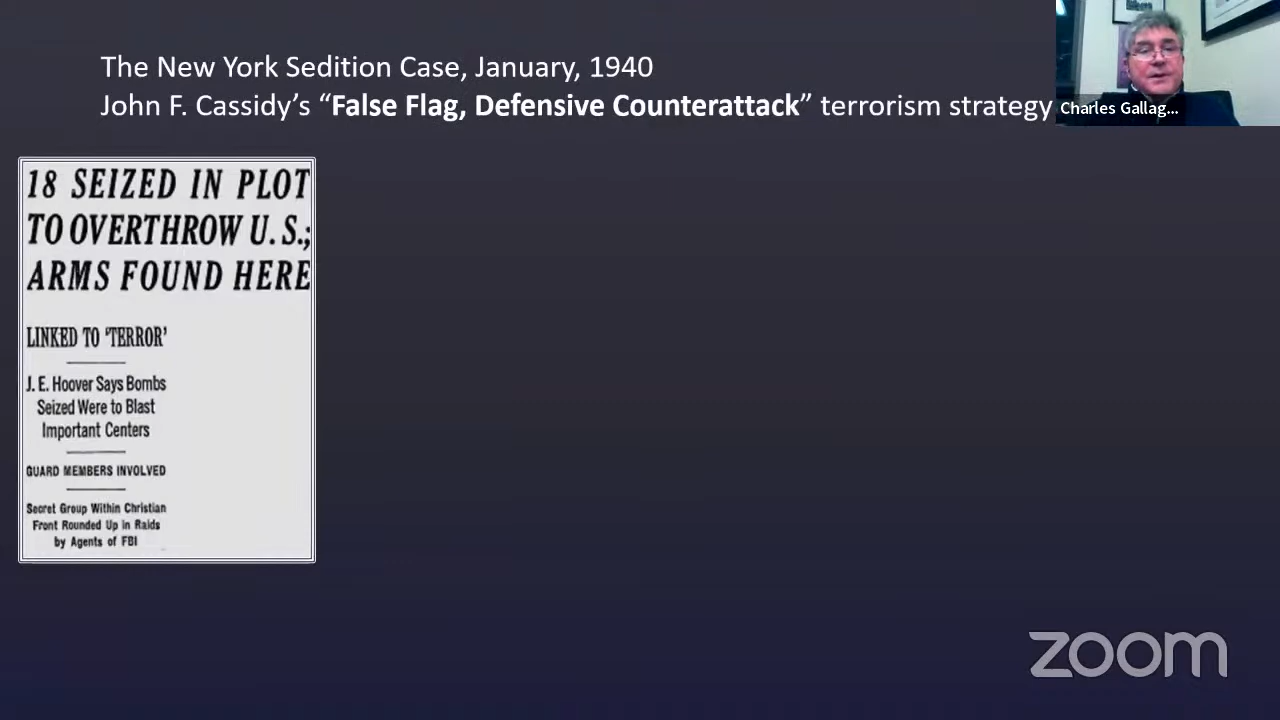 The New York Sedition Case, January, 1940
John F. Cassidy’s “False Flag, Defensive Counterattack” terrorism strategy
Charles Gallag...
18 SEIZED IN PLOT
TO OVERTHROW U. S.;
ARMS FOUND HERE
LINKED TO ‘TERROR’
J. E. Hoover Says Bombs
Seized Were to Blast
Important Centers
GUARD MEMBERS INVOLVED
Secret Group Within Christian
Front Rounded Up in Raids
by Agents of FBI
zoom